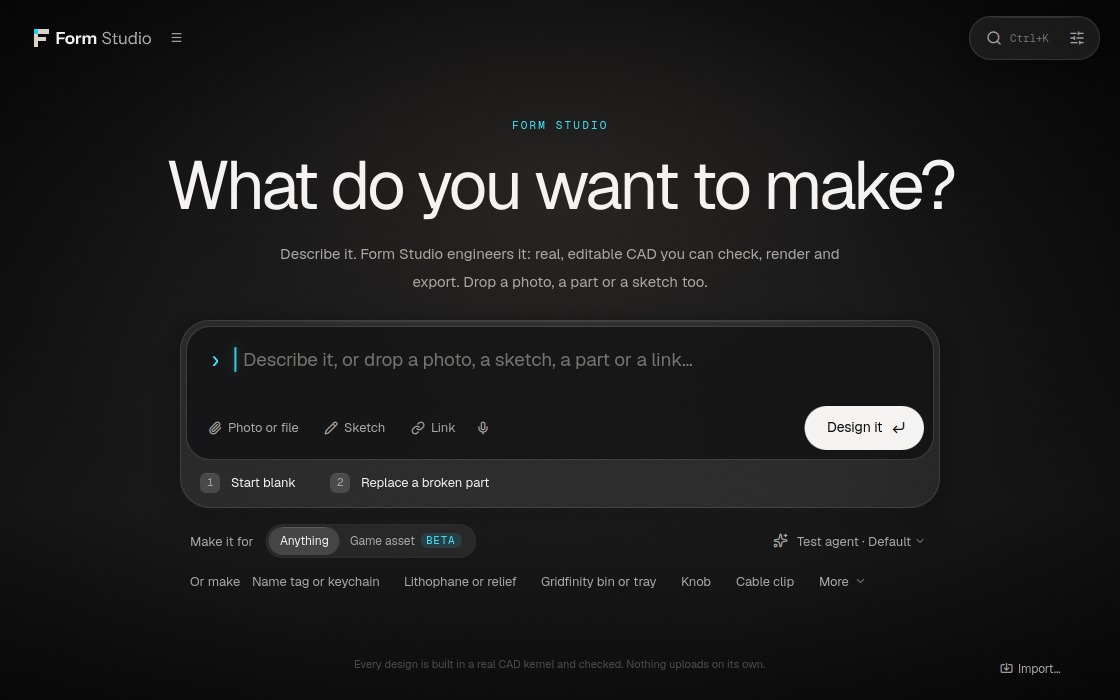 Form Studio
Ctrl+K
FORM STUDIO
What do you want to make?
Describe it. Form Studio engineers it: real, editable CAD you can check, render and
export. Drop a photo, a part or a sketch too.
› Describe it, or drop a photo, a sketch, a part or a link...
Photo or file Sketch Link Design it
1 Start blank 2 Replace a broken part
Make it for Anything Game asset BETA Test agent · Default
Or make Name tag or keychain Lithophane or relief Gridfinity bin or tray Knob Cable clip More
Every design is built in a real CAD kernel and checked. Nothing uploads on its own.
Import...